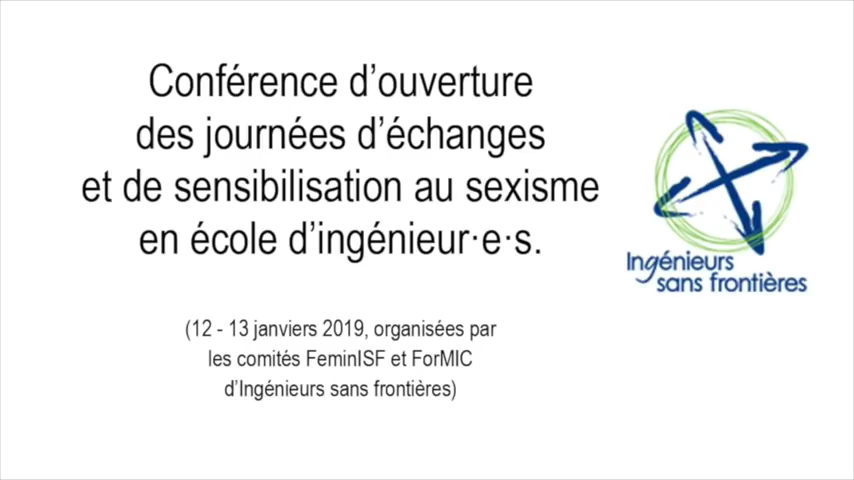 Conférence d’ouverture
des journées d’échanges
et de sensibilisation au sexisme
en école d’ingénieur·e·s.
Ingénieurs
sans frontières
(12 - 13 janviers 2019, organisées par
les comités FeminISF et ForMIC
d’Ingénieurs sans frontières)